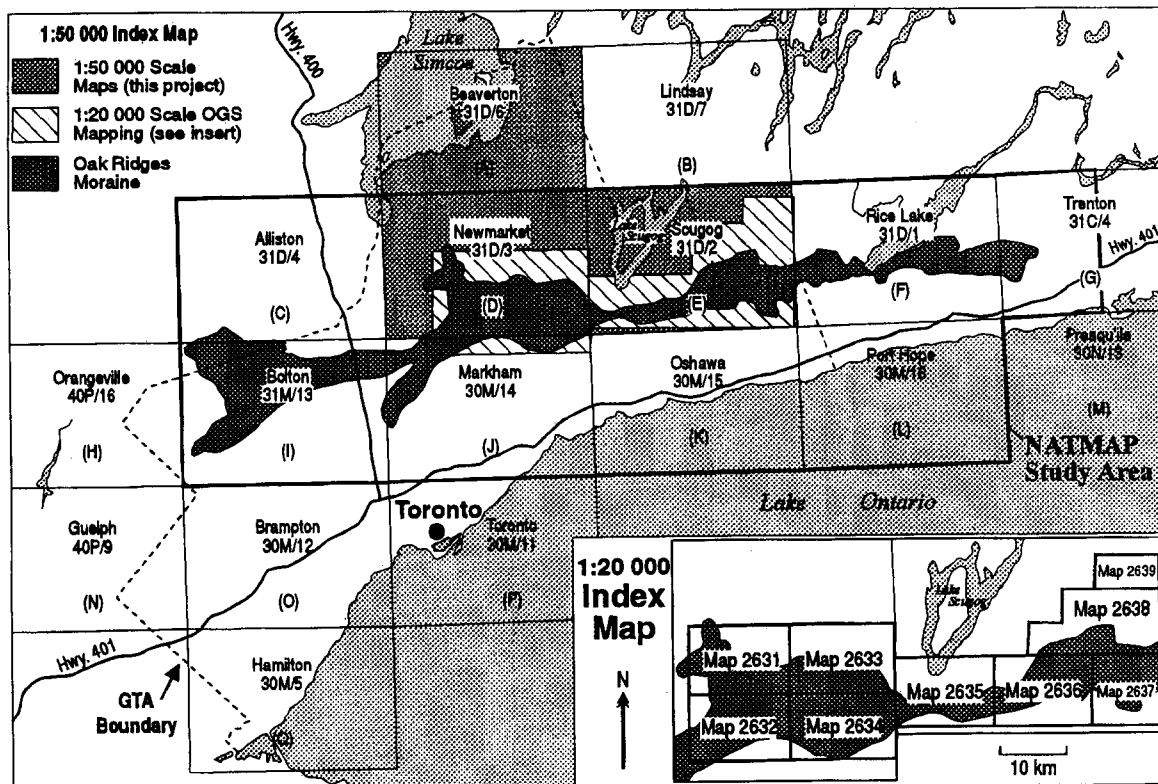 1:50 000 Index Map
1:50 000 Scale
Maps (this project)
1:20 000 Scale OGS
Mapping (see insert)
Oak Ridges
Moraine
Hwy. 400
Lake
Simcoe
Beaverton
31D/6
(A)
Lindsay
31D/7
(B)
Alliston
31D/4
(C)
Newmarket
31D/3
(D)
Lake
Scugog
Scugog
31D/2
(E)
Rice Lake
31D/1
(F)
Trenton
31C/4
Hwy. 401
(G)
Orangeville
40P/16
(H)
Bolton
31M/13
(I)
Markham
30M/14
(J)
Oshawa
30M/15
(K)
Port Hope
30M/16
(L)
Presqu'ile
30N/13
(M)
NATMAP
Study Area
Lake Ontario
Guelph
40P/9
(N)
Brampton
30M/12
(O)
Toronto
Toronto
30M/11
(P)
Hwy. 401
GTA
Boundary
Hamilton
30M/5
(Q)
1:20 000
Index
Map
N
Lake
Scugog
Map 2639
Map 2638
Map 2631
Map 2633
Map 2635
Map 2636
Map 2637
Map 2632
Map 2634
10 km